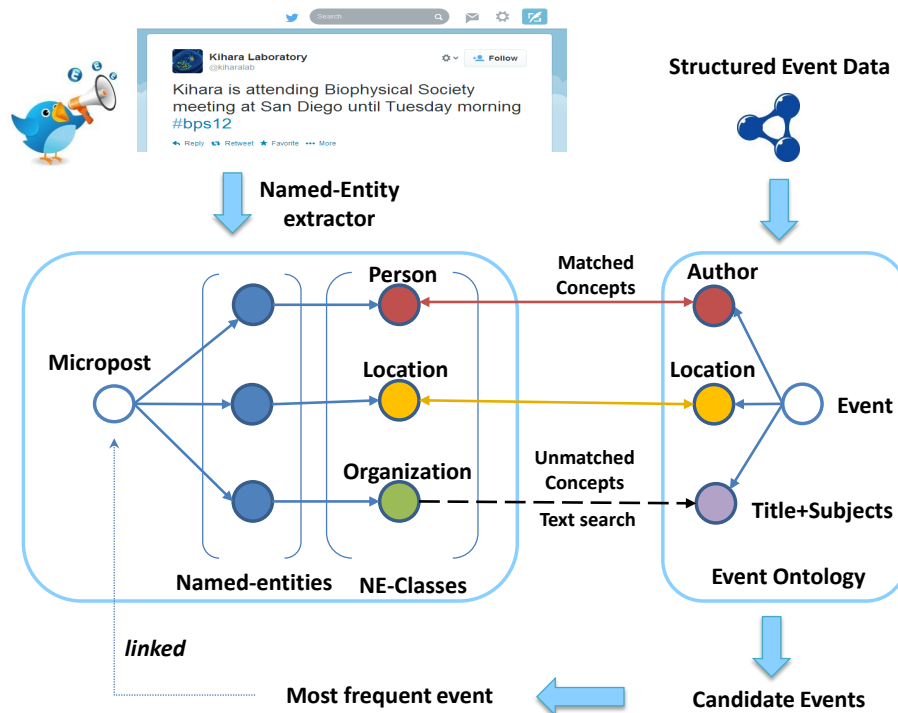 Search
Kihara Laboratory
@kiharalab
Follow
Kihara is attending Biophysical Society
meeting at San Diego until Tuesday morning
#bps12
Reply Retweet Favorite ••• More
Structured Event Data
Named-Entity
extractor
Person
Matched
Concepts
Author
Micropost
Location
Location
Event
Organization
Unmatched
Concepts
Text search
Title+Subjects
Named-entities
NE-Classes
Event Ontology
linked
Most frequent event
Candidate Events